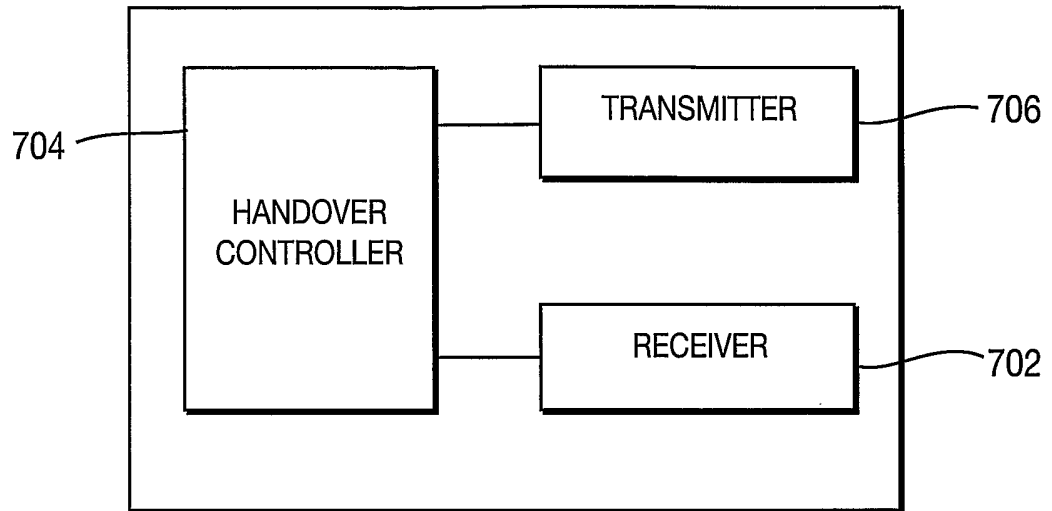 704
HANDOVER
CONTROLLER
TRANSMITTER
706
RECEIVER
702